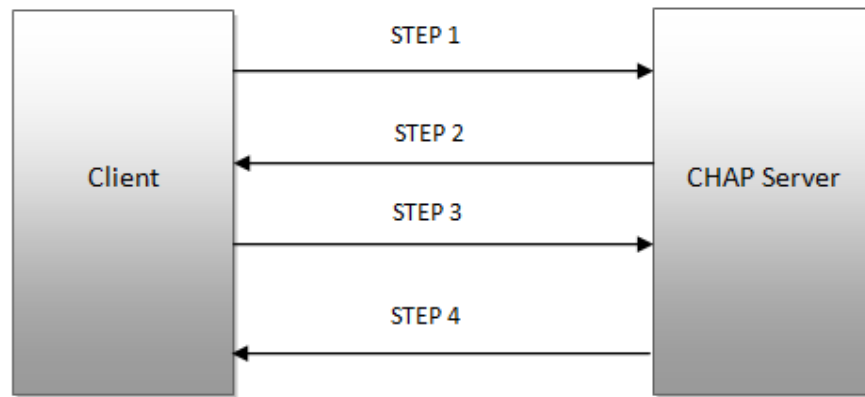 STEP 1
STEP 2
Client
CHAP Server
STEP 3
STEP 4